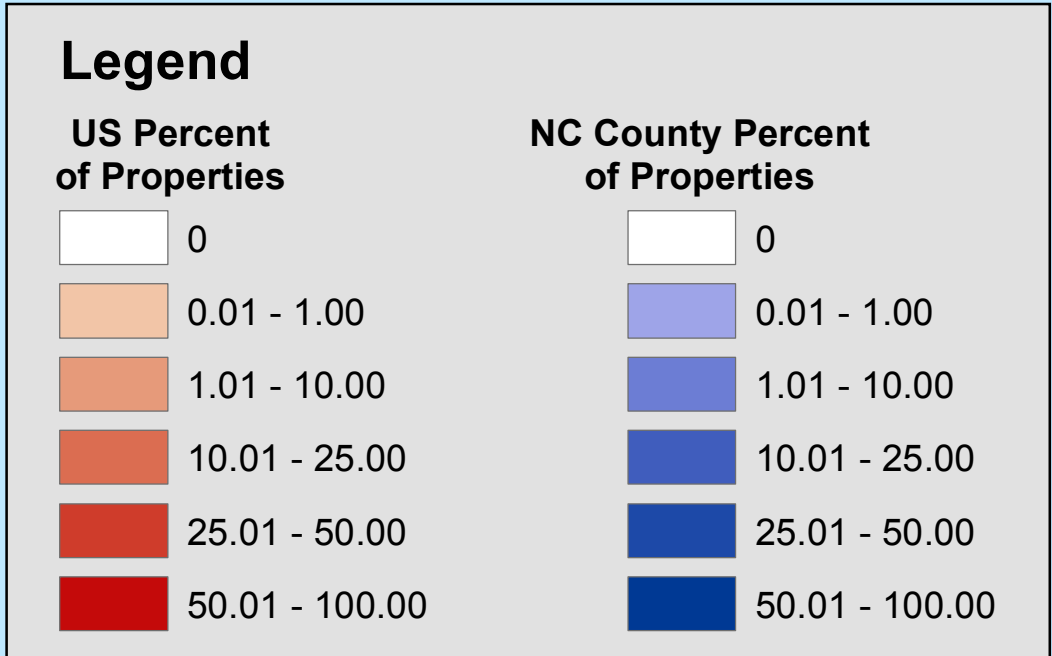 Legend
US Percent
of Properties
0
0.01 - 1.00
1.01 - 10.00
10.01 - 25.00
25.01 - 50.00
50.01 - 100.00
NC County Percent
of Properties
0
0.01 - 1.00
1.01 - 10.00
10.01 - 25.00
25.01 - 50.00
50.01 - 100.00